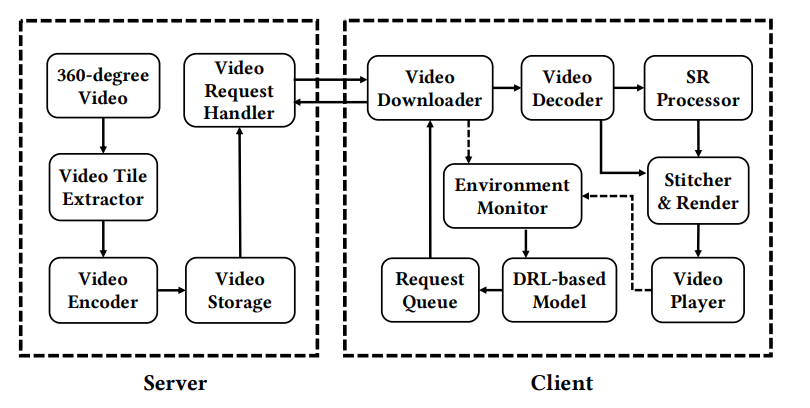 360-degree
Video
Video
Request
Handler
Video Tile
Extractor
Video
Encoder
Video
Storage
Server
Video
Downloader
Video
Decoder
SR
Processor
Environment
Monitor
Stitcher
& Render
Request
Queue
DRL-based
Model
Video
Player
Client